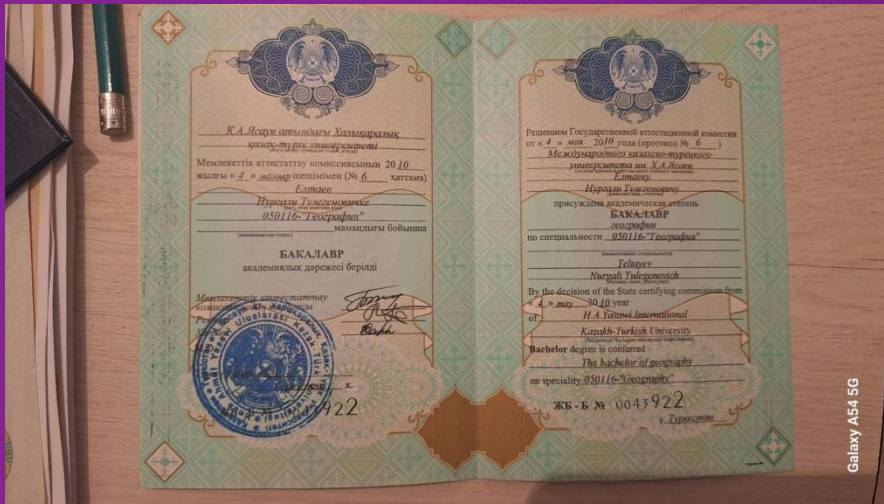 Қ.А.Ясауи атындағы Халықаралық
қазақ-түрік университеті
Мемлекеттік аттестаттау комиссиясының 2010
жылғы « 4 » мамыр шешімімен (№ 6 хаттама)
Елтаев
Нургали Тулегеновичке
050116-"География"
мамандығы бойынша
БАКАЛАВР
академиялық дәрежесі берілді
Мемлекеттік аттестаттау
к.
922
Решением Государственной аттестационной комиссии
от « 4 » мая 2010 года (протокол № 6 )
Международного казахско-турецкого
университета им. Х.А.Ясави
Елтаеву
Нургали Тулегеновичу
присуждена академическая степень
БАКАЛАВР
географии
по специальности 050116-"География"
Yeltayev
Nurgali Tulegenovich
By the decision of the State certifying commission from
« 4 » may 2010 year
of H A Yasawi International
Kazakh-Turkish University
Bachelor degree is conferred
The bachelor of geography
on speciality 050116-"Geography"
ЖБ - Б № 0043922
г. Туркестан
Galaxy A54 5G